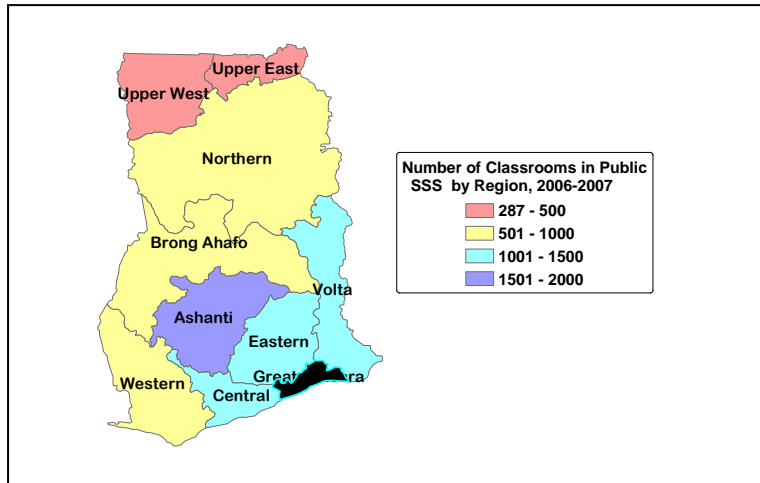 Upper East
Upper West
Northern
Number of Classrooms in Public
SSS by Region, 2006-2007
287 - 500
501 - 1000
1001 - 1500
1501 - 2000
Brong Ahafo
Volta
Ashanti
Eastern
Western
Central